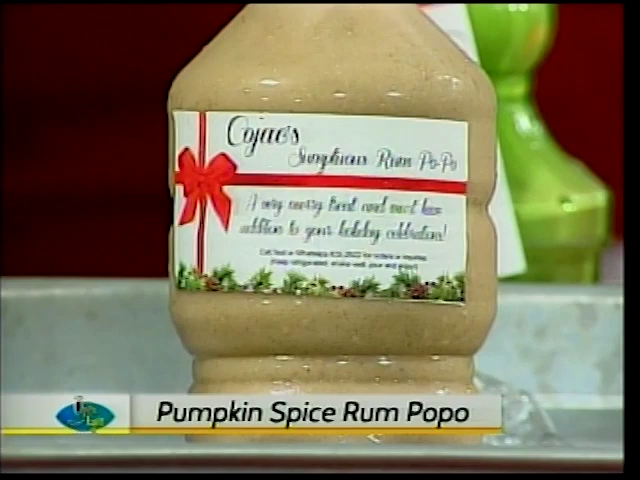 Cojac's
Sumptuous Rum Po-Po
A very merry treat and must have
addition to your holiday celebration!
Pumpkin Spice Rum Popo